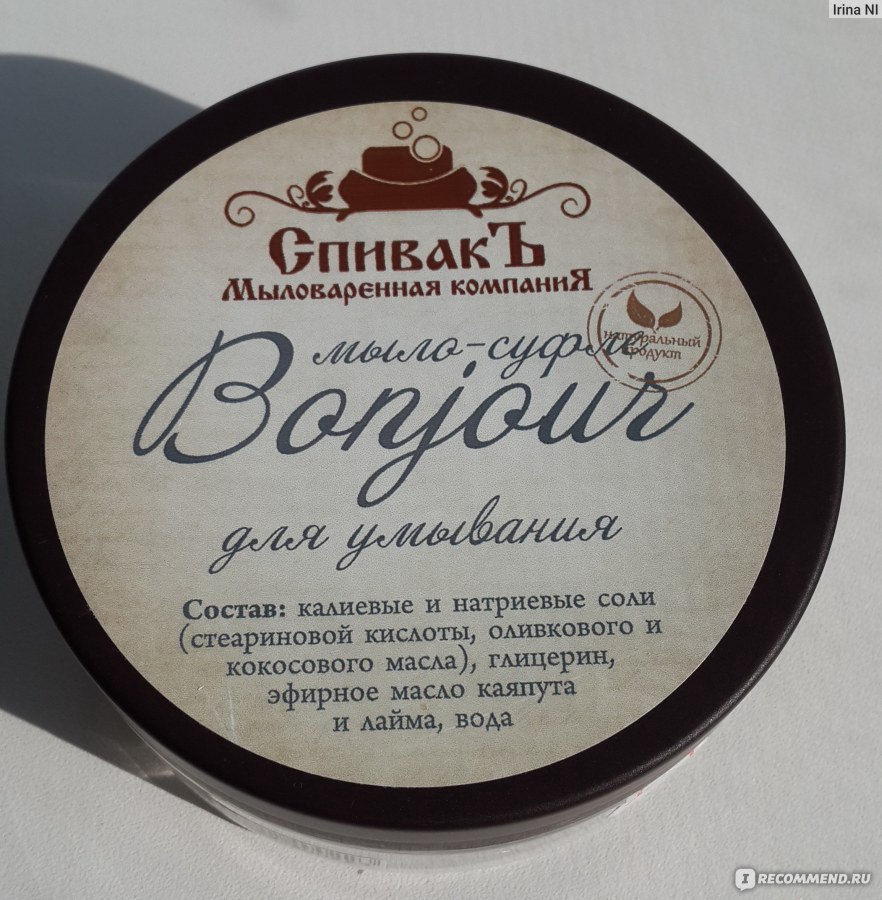 Irina NI
СпивакЪ
Мыловаренная компаниЯ
мыло-суфле
натуральный
продукт
Bonjour
для умывания
Состав: калиевые и натриевые соли
(стеариновой кислоты, оливкового и
кокосового масла), глицерин,
эфирное масло каяпута
и лайма, вода
I RECOMMEND.RU